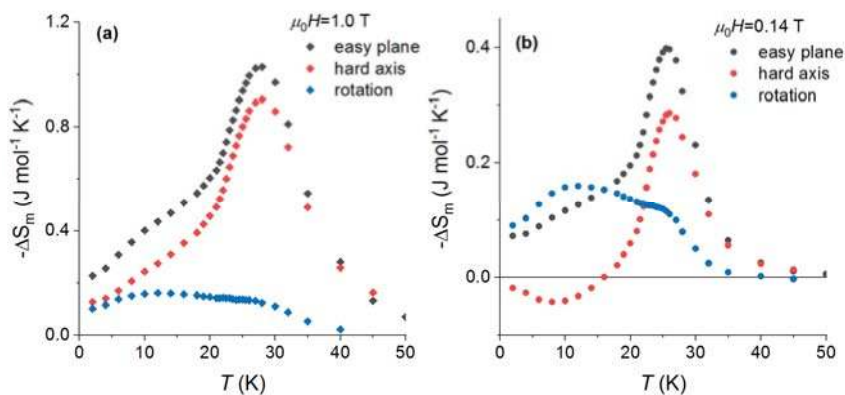 (a)
μ₀H=1.0 T
easy plane
hard axis
rotation
-ΔSₘ (J mol⁻¹ K⁻¹)
1.2
0.8
0.4
0.0
0 10 20 30 40 50
T (K)
(b)
μ₀H=0.14 T
easy plane
hard axis
rotation
-ΔSₘ (J mol⁻¹ K⁻¹)
0.4
0.2
0.0
0 10 20 30 40 50
T (K)